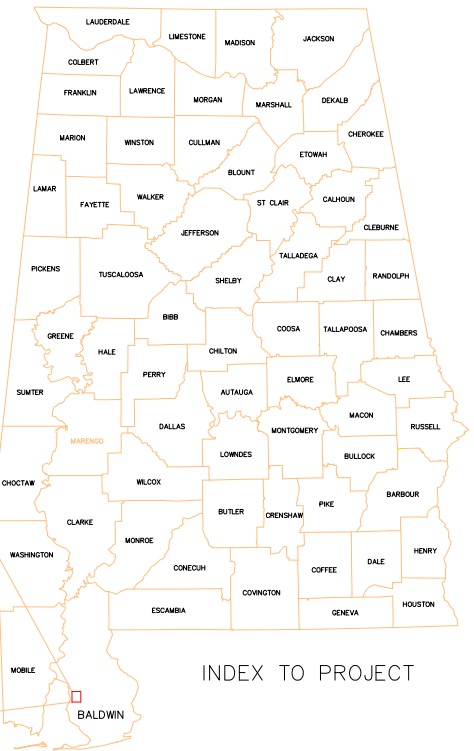 LAUDERDALE
LIMESTONE
MADISON
JACKSON
COLBERT
FRANKLIN
LAWRENCE
MORGAN
MARSHALL
DEKALB
MARION
WINSTON
CULLMAN
CHEROKEE
ETOWAH
BLOUNT
LAMAR
FAYETTE
WALKER
ST CLAIR
CALHOUN
JEFFERSON
CLEBURNE
TALLADEGA
PICKENS
TUSCALOOSA
SHELBY
CLAY
RANDOLPH
BIBB
GREENE
HALE
CHILTON
COOSA
TALLAPOOSA
CHAMBERS
PERRY
ELMORE
LEE
SUMTER
AUTAUGA
MACON
DALLAS
MONTGOMERY
RUSSELL
MARENGO
LOWNDES
BULLOCK
CHOCTAW
WILCOX
BARBOUR
CLARKE
BUTLER
CRENSHAW
PIKE
MONROE
WASHINGTON
HENRY
CONECUH
COFFEE
DALE
COVINGTON
ESCAMBIA
GENEVA
HOUSTON
MOBILE
INDEX TO PROJECT
BALDWIN